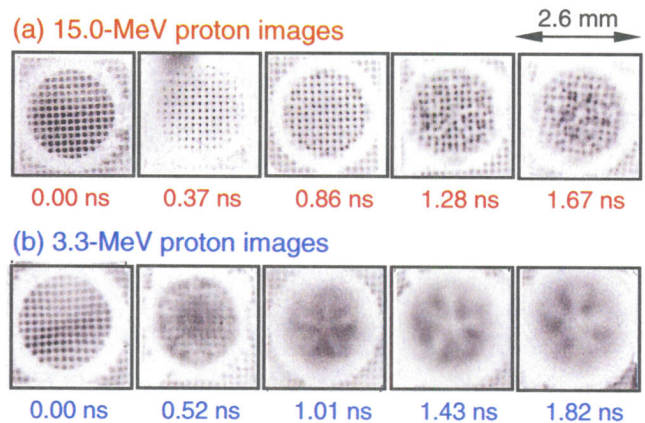 (a) 15.0-MeV proton images
2.6 mm
0.00 ns 0.37 ns 0.86 ns 1.28 ns 1.67 ns
(b) 3.3-MeV proton images
0.00 ns 0.52 ns 1.01 ns 1.43 ns 1.82 ns